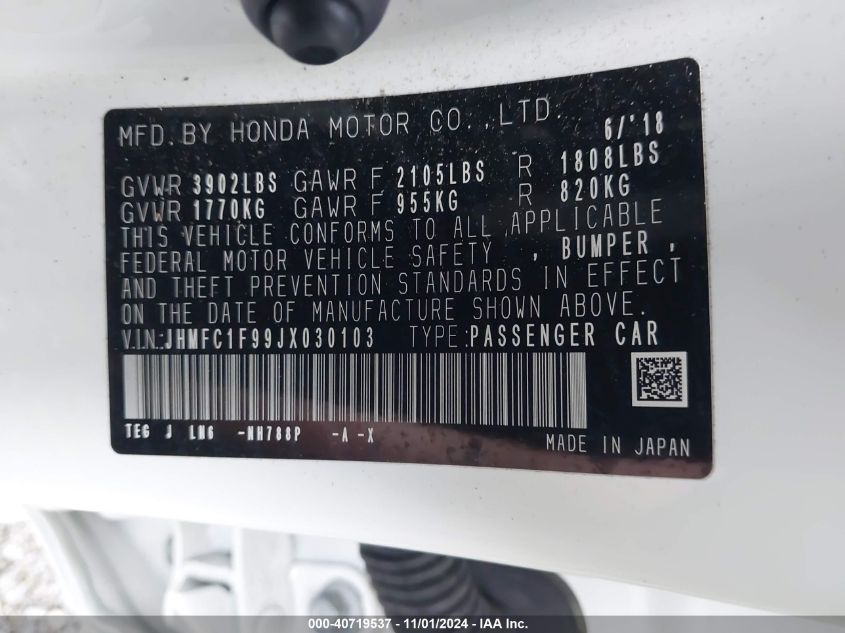 MFD. BY HONDA MOTOR CO., LTD. 6/'18
GVWR 3902LBS GAWR F 2105LBS R 1808LBS
GVWR 1770KG GAWR F 955KG R 820KG
THIS VEHICLE CONFORMS TO ALL APPLICABLE
FEDERAL MOTOR VEHICLE SAFETY , BUMPER ,
AND THEFT PREVENTION STANDARDS IN EFFECT
ON THE DATE OF MANUFACTURE SHOWN ABOVE.
V.I.N.:JHMFC1F99JX030103 TYPE:PASSENGER CAR
TEG J LM6 -NH788P -A -X
MADE IN JAPAN
000-40719537 - 11/01/2024 - IAA Inc.